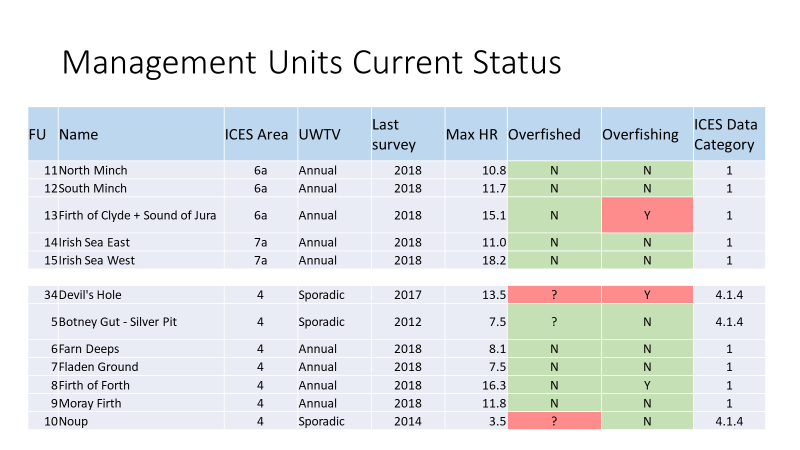 Management Units Current Status
FU Name ICES Area UWTV Last survey Max HR Overfished Overfishing ICES Data Category
11 North Minch 6a Annual 2018 10.8 N N 1
12 South Minch 6a Annual 2018 11.7 N N 1
13 Firth of Clyde + Sound of Jura 6a Annual 2018 15.1 N Y 1
14 Irish Sea East 7a Annual 2018 11.0 N N 1
15 Irish Sea West 7a Annual 2018 18.2 N N 1
34 Devil's Hole 4 Sporadic 2017 13.5 ? Y 4.1.4
5 Botney Gut - Silver Pit 4 Sporadic 2012 7.5 ? N 4.1.4
6 Farn Deeps 4 Annual 2018 8.1 N N 1
7 Fladen Ground 4 Annual 2018 7.5 N N 1
8 Firth of Forth 4 Annual 2018 16.3 N Y 1
9 Moray Firth 4 Annual 2018 11.8 N N 1
10 Noup 4 Sporadic 2014 3.5 ? N 4.1.4